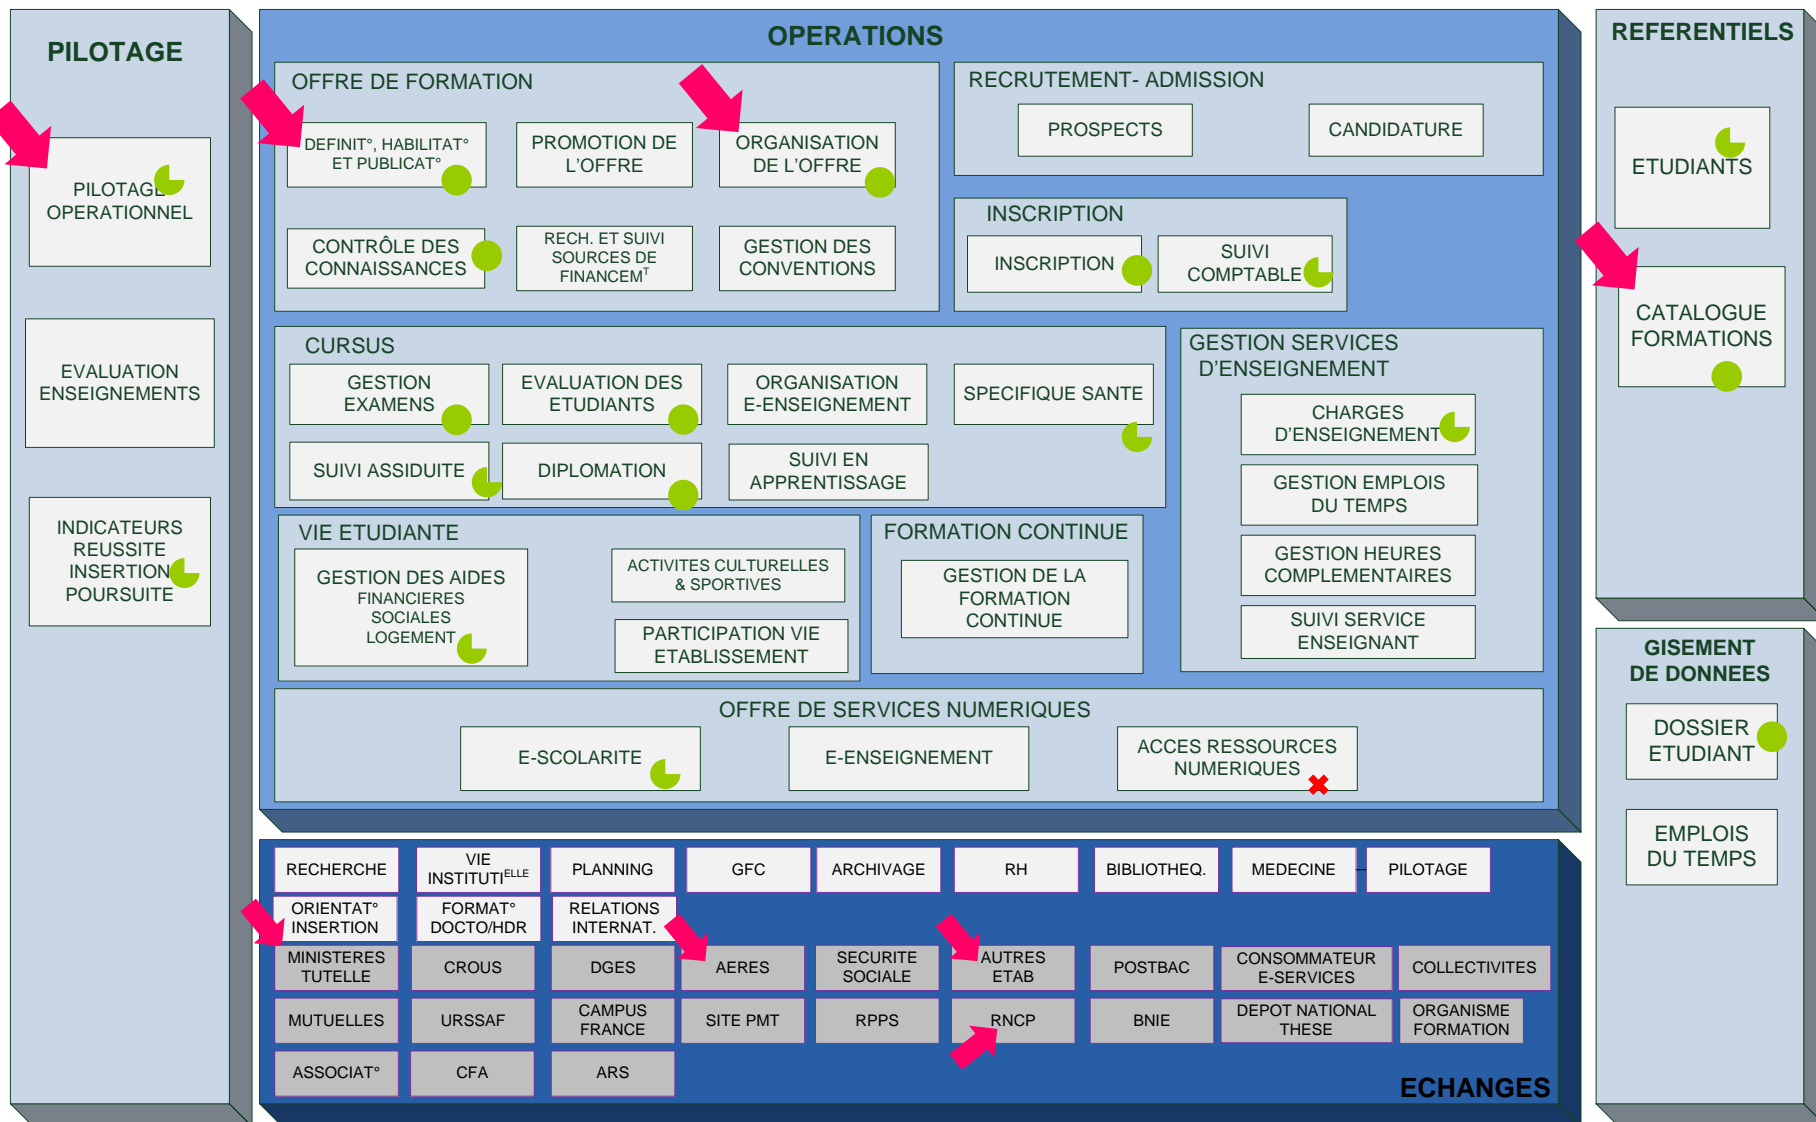 PILOTAGE
PILOTAGE
OPERATIONNEL
EVALUATION
ENSEIGNEMENTS
INDICATEURS
REUSSITE
INSERTION
POURSUITE
OPERATIONS
OFFRE DE FORMATION
DEFINIT°, HABILITAT°
ET PUBLICAT°
PROMOTION DE
L'OFFRE
ORGANISATION
DE L'OFFRE
CONTRÔLE DES
CONNAISSANCES
RECH. ET SUIVI
SOURCES DE
FINANCEMT
GESTION DES
CONVENTIONS
RECRUTEMENT- ADMISSION
PROSPECTS
CANDIDATURE
INSCRIPTION
INSCRIPTION
SUIVI
COMPTABLE
CURSUS
GESTION
EXAMENS
EVALUATION DES
ETUDIANTS
ORGANISATION
E-ENSEIGNEMENT
SPECIFIQUE SANTE
SUIVI ASSIDUITE
DIPLOMATION
SUIVI EN
APPRENTISSAGE
GESTION SERVICES
D'ENSEIGNEMENT
CHARGES
D'ENSEIGNEMENT
GESTION EMPLOIS
DU TEMPS
GESTION HEURES
COMPLEMENTAIRES
SUIVI SERVICE
ENSEIGNANT
VIE ETUDIANTE
GESTION DES AIDES
FINANCIERES
SOCIALES
LOGEMENT
ACTIVITES CULTURELLES
& SPORTIVES
PARTICIPATION VIE
ETABLISSEMENT
FORMATION CONTINUE
GESTION DE LA
FORMATION
CONTINUE
OFFRE DE SERVICES NUMERIQUES
E-SCOLARITE
E-ENSEIGNEMENT
ACCES RESSOURCES
NUMERIQUES
RECHERCHE
VIE
INSTITUTIELLE
PLANNING
GFC
ARCHIVAGE
RH
BIBLIOTHEQ.
MEDECINE
PILOTAGE
ORIENTAT°
INSERTION
FORMAT°
DOCTO/HDR
RELATIONS
INTERNAT.
MINISTERES
TUTELLE
CROUS
DGES
AERES
SECURITE
SOCIALE
AUTRES
ETAB
POSTBAC
CONSOMMATEUR
E-SERVICES
COLLECTIVITES
MUTUELLES
URSSAF
CAMPUS
FRANCE
SITE PMT
RPPS
RNCP
BNIE
DEPOT NATIONAL
THESE
ORGANISME
FORMATION
ASSOCIAT°
CFA
ARS
ECHANGES
REFERENTIELS
ETUDIANTS
CATALOGUE
FORMATIONS
GISEMENT
DE DONNEES
DOSSIER
ETUDIANT
EMPLOIS
DU TEMPS